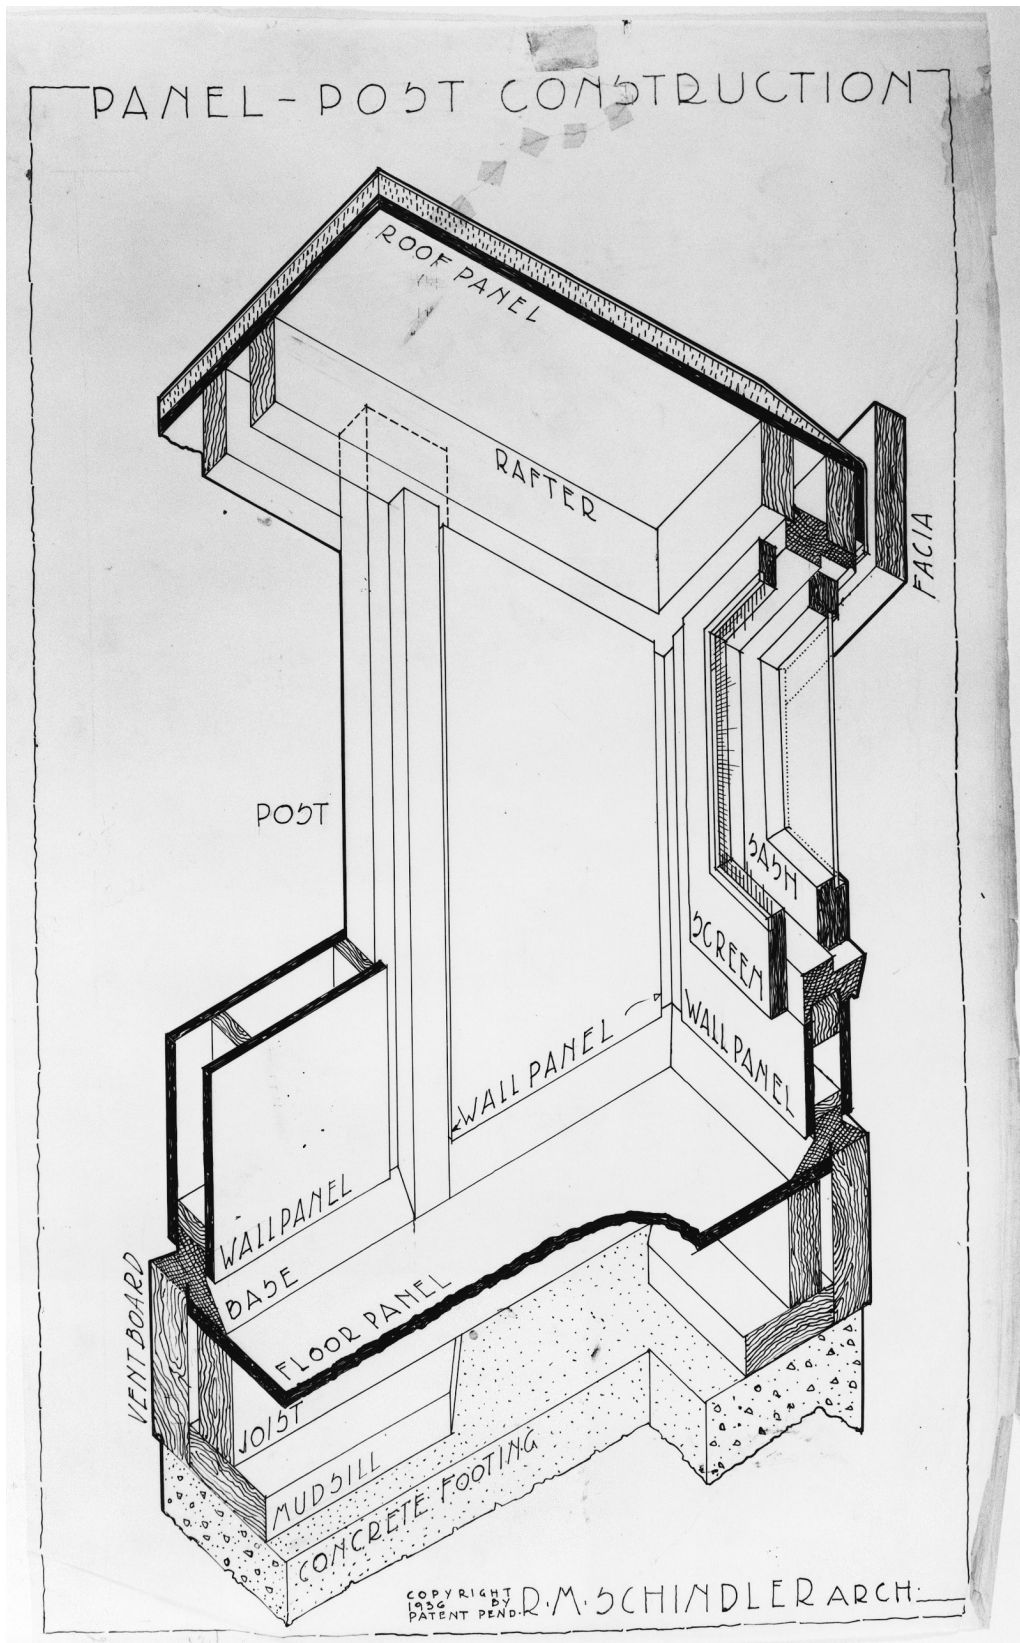 PANEL-POST CONSTRUCTION
ROOF PANEL
RAFTER
FACIA
POST
SASH
SCREEN
WALL PANEL
WALL PANEL
WALL PANEL
BASE
FLOOR PANEL
VENTBOARD
JOIST
MUDSILL
CONCRETE FOOTING
COPYRIGHT
1936 BY
PATENT PEND.
R.M. SCHINDLER ARCH.